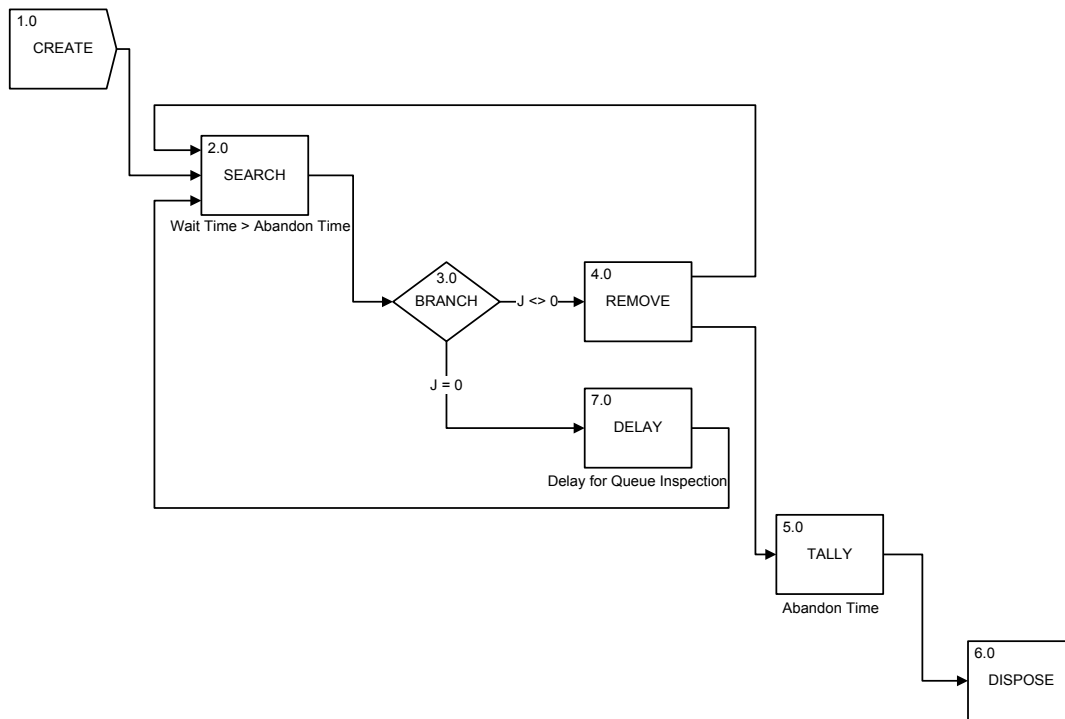 1.0
CREATE
2.0
SEARCH
Wait Time > Abandon Time
3.0
BRANCH
J <> 0
4.0
REMOVE
J = 0
7.0
DELAY
Delay for Queue Inspection
5.0
TALLY
Abandon Time
6.0
DISPOSE